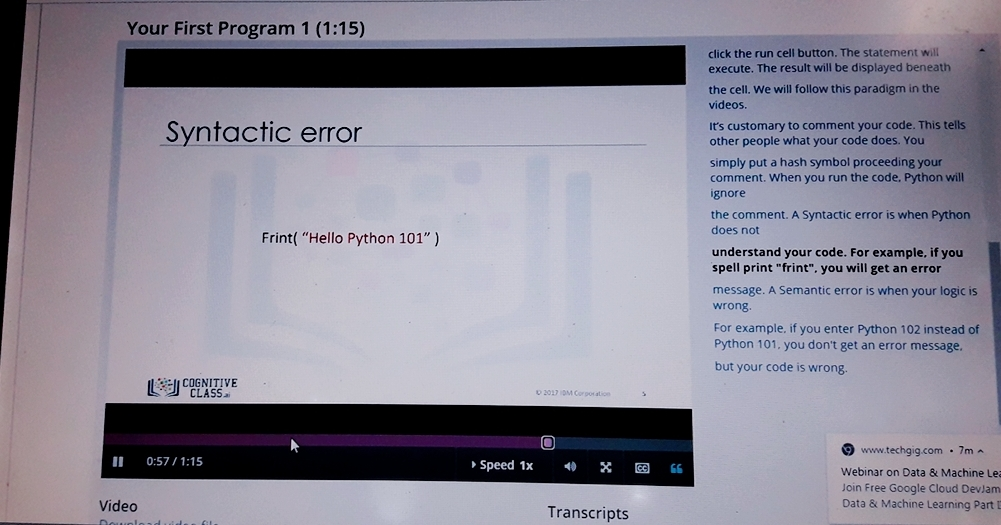 Your First Program 1 (1:15)
Syntactic error
Frint( “Hello Python 101” )
COGNITIVE
CLASS.ai
© 2017 IBM Corporation
5
0:57 / 1:15
Speed 1x
CC
Video
Download video file
Transcripts
click the run cell button. The statement will
execute. The result will be displayed beneath
the cell. We will follow this paradigm in the
videos.
It's customary to comment your code. This tells
other people what your code does. You
simply put a hash symbol proceeding your
comment. When you run the code, Python will
ignore
the comment. A Syntactic error is when Python
does not
understand your code. For example, if you
spell print "frint", you will get an error
message. A Semantic error is when your logic is
wrong.
For example, if you enter Python 102 instead of
Python 101, you don't get an error message,
but your code is wrong.
www.techgig.com • 7m
Webinar on Data & Machine Lea
Join Free Google Cloud DevJam
Data & Machine Learning Part